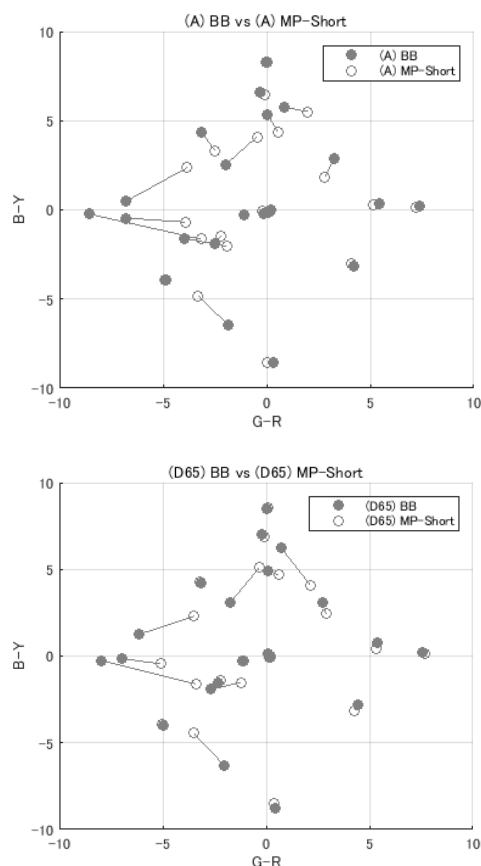 (A) BB vs (A) MP-Short
10
(A) BB
(A) MP-Short
5
B-Y
0
-5
-10
-10 -5 0 5 10
G-R
(D65) BB vs (D65) MP-Short
10
(D65) BB
(D65) MP-Short
5
B-Y
0
-5
-10
-10 -5 0 5 10
G-R